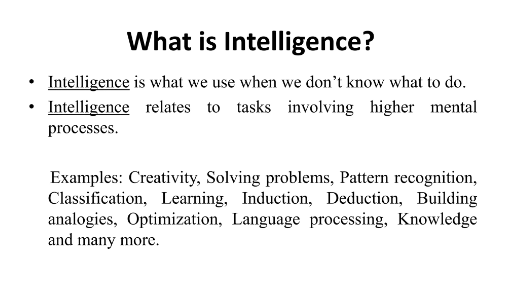 What is Intelligence?
• Intelligence is what we use when we don’t know what to do.
• Intelligence relates to tasks involving higher mental
processes.
Examples: Creativity, Solving problems, Pattern recognition,
Classification, Learning, Induction, Deduction, Building
analogies, Optimization, Language processing, Knowledge
and many more.